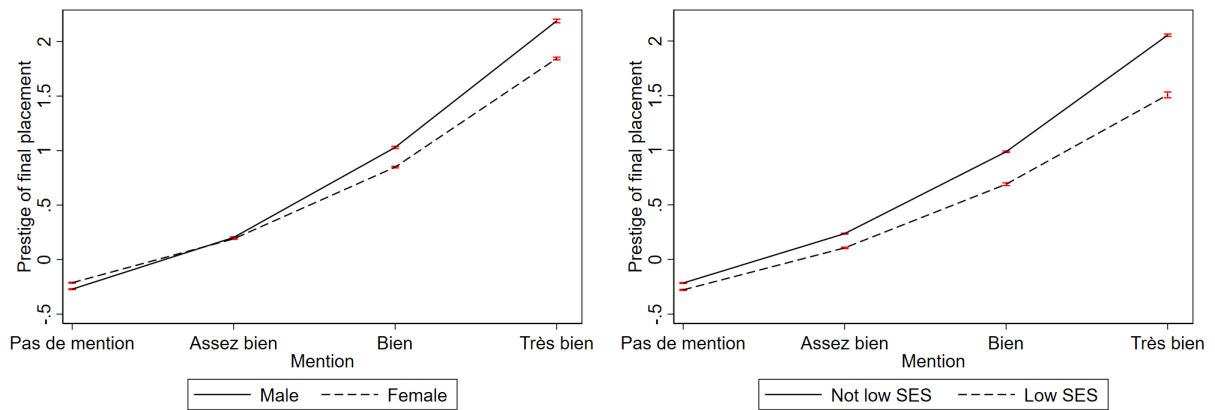 Prestige of final placement
2
1.5
1
.5
0
-.5
Pas de mention Assez bien Bien Très bien
Mention
Male Female
Prestige of final placement
2
1.5
1
.5
0
-.5
Pas de mention Assez bien Bien Très bien
Mention
Not low SES Low SES